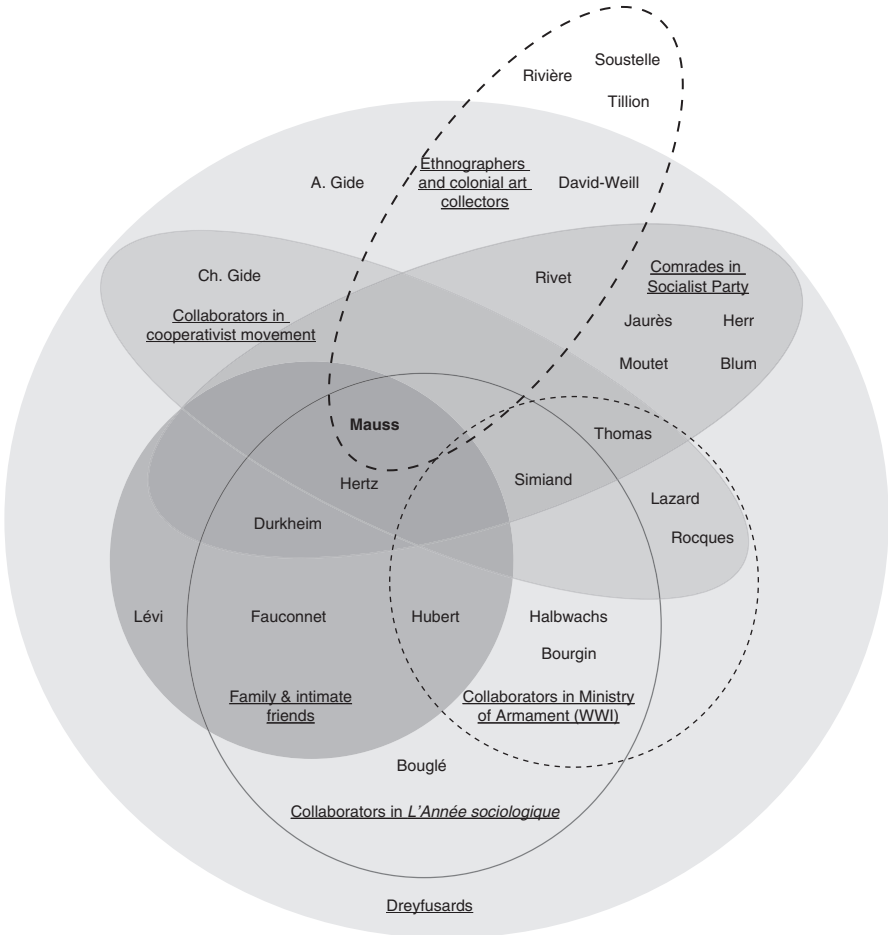 Soustelle
Rivière
Tillion
Ethnographers
and colonial art
collectors
A. Gide
David-Weill
Ch. Gide
Rivet
Comrades in
Socialist Party
Collaborators in
cooperativist movement
Jaurès
Herr
Moutet
Blum
Mauss
Thomas
Hertz
Simiand
Lazard
Durkheim
Rocques
Lévi
Fauconnet
Hubert
Halbwachs
Bourgin
Family & intimate
friends
Collaborators in Ministry
of Armament (WWI)
Bouglé
Collaborators in L'Année sociologique
Dreyfusards